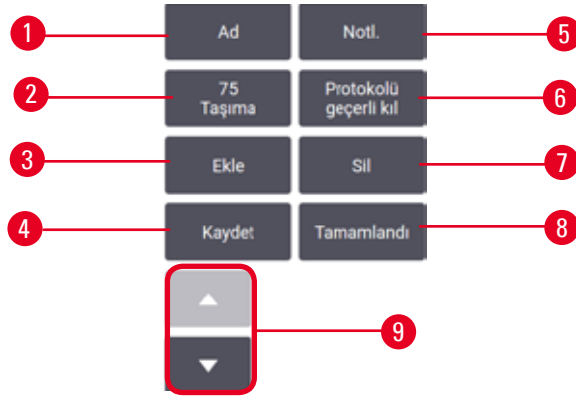 1
Ad
Notl.
5
2
75
Taşıma
Protokolü
geçerli kıl
6
3
Ekle
Sil
7
4
Kaydet
Tamamlandı
8
9